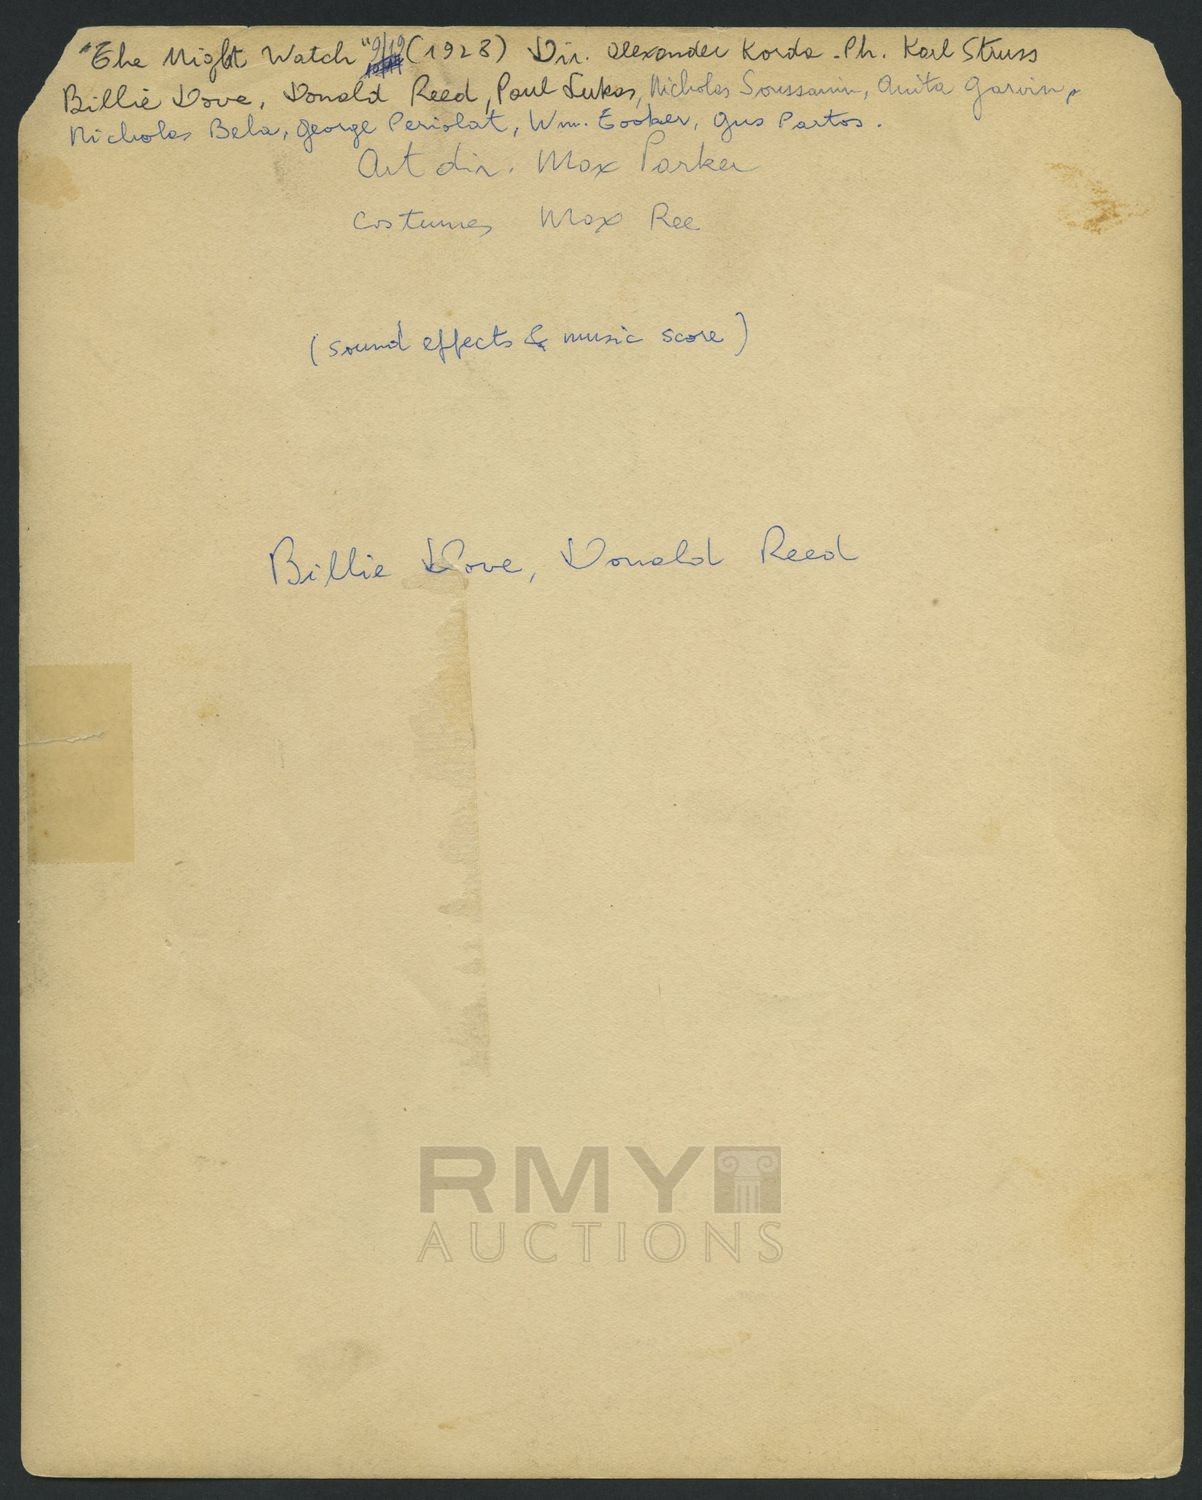 "The Night Watch" 9/19 (1928) Dir. Alexander Korda. Ph. Karl Struss
Billie Dove, Donald Reed, Paul Lukas, Nicholas Soussanin, Anita Garvin,
Nicholas Bela, George Periolat, Wm. Tooker, Gus Partos.
Art dir. Max Parker
Costumes Max Ree
(sound effects & music score)
Billie Dove, Donald Reed
RMY
AUCTIONS